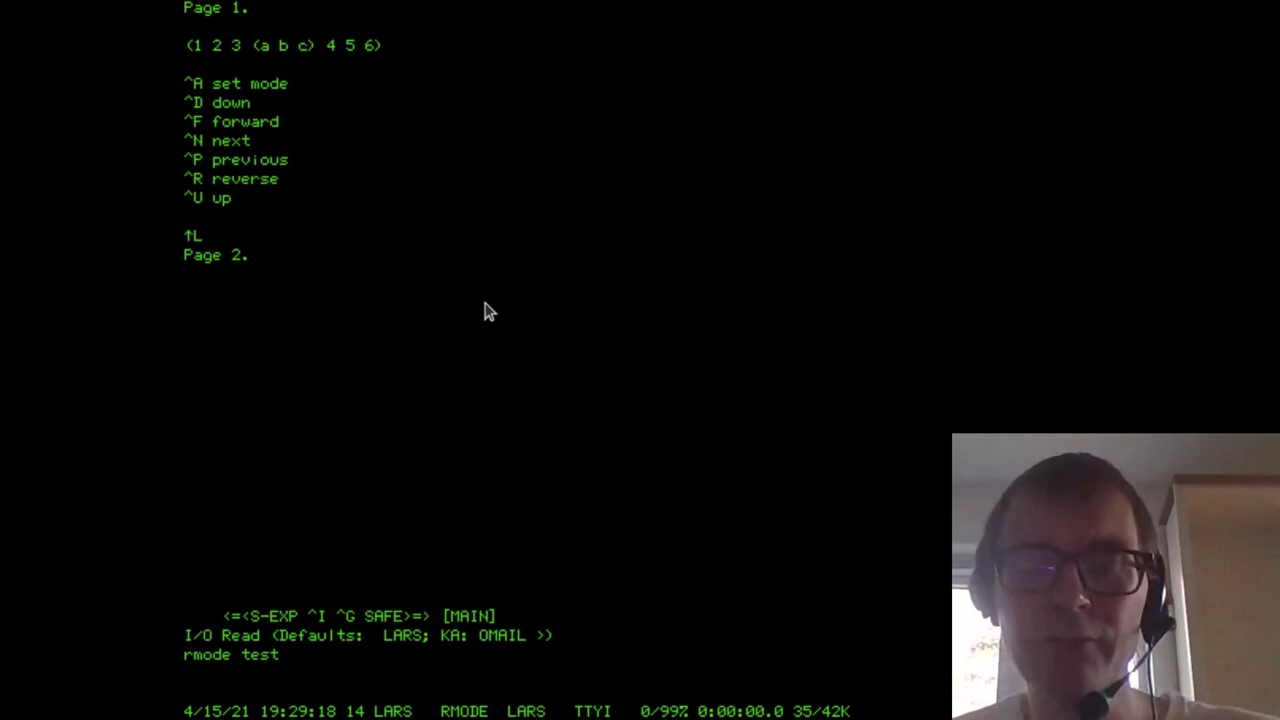 Page 1.
(1 2 3 (a b c) 4 5 6)
^A set mode
^D down
^F forward
^N next
^P previous
^R reverse
^U up
↑L
Page 2.
<=<S-EXP ^I ^G SAFE>=> [MAIN]
I/O Read (Defaults:  LARS; KA: OMAIL >)
rmode test
4/15/21 19:29:18 14 LARS   RMODE  LARS   TTYI   0/99% 0:00:00.0 35/42K